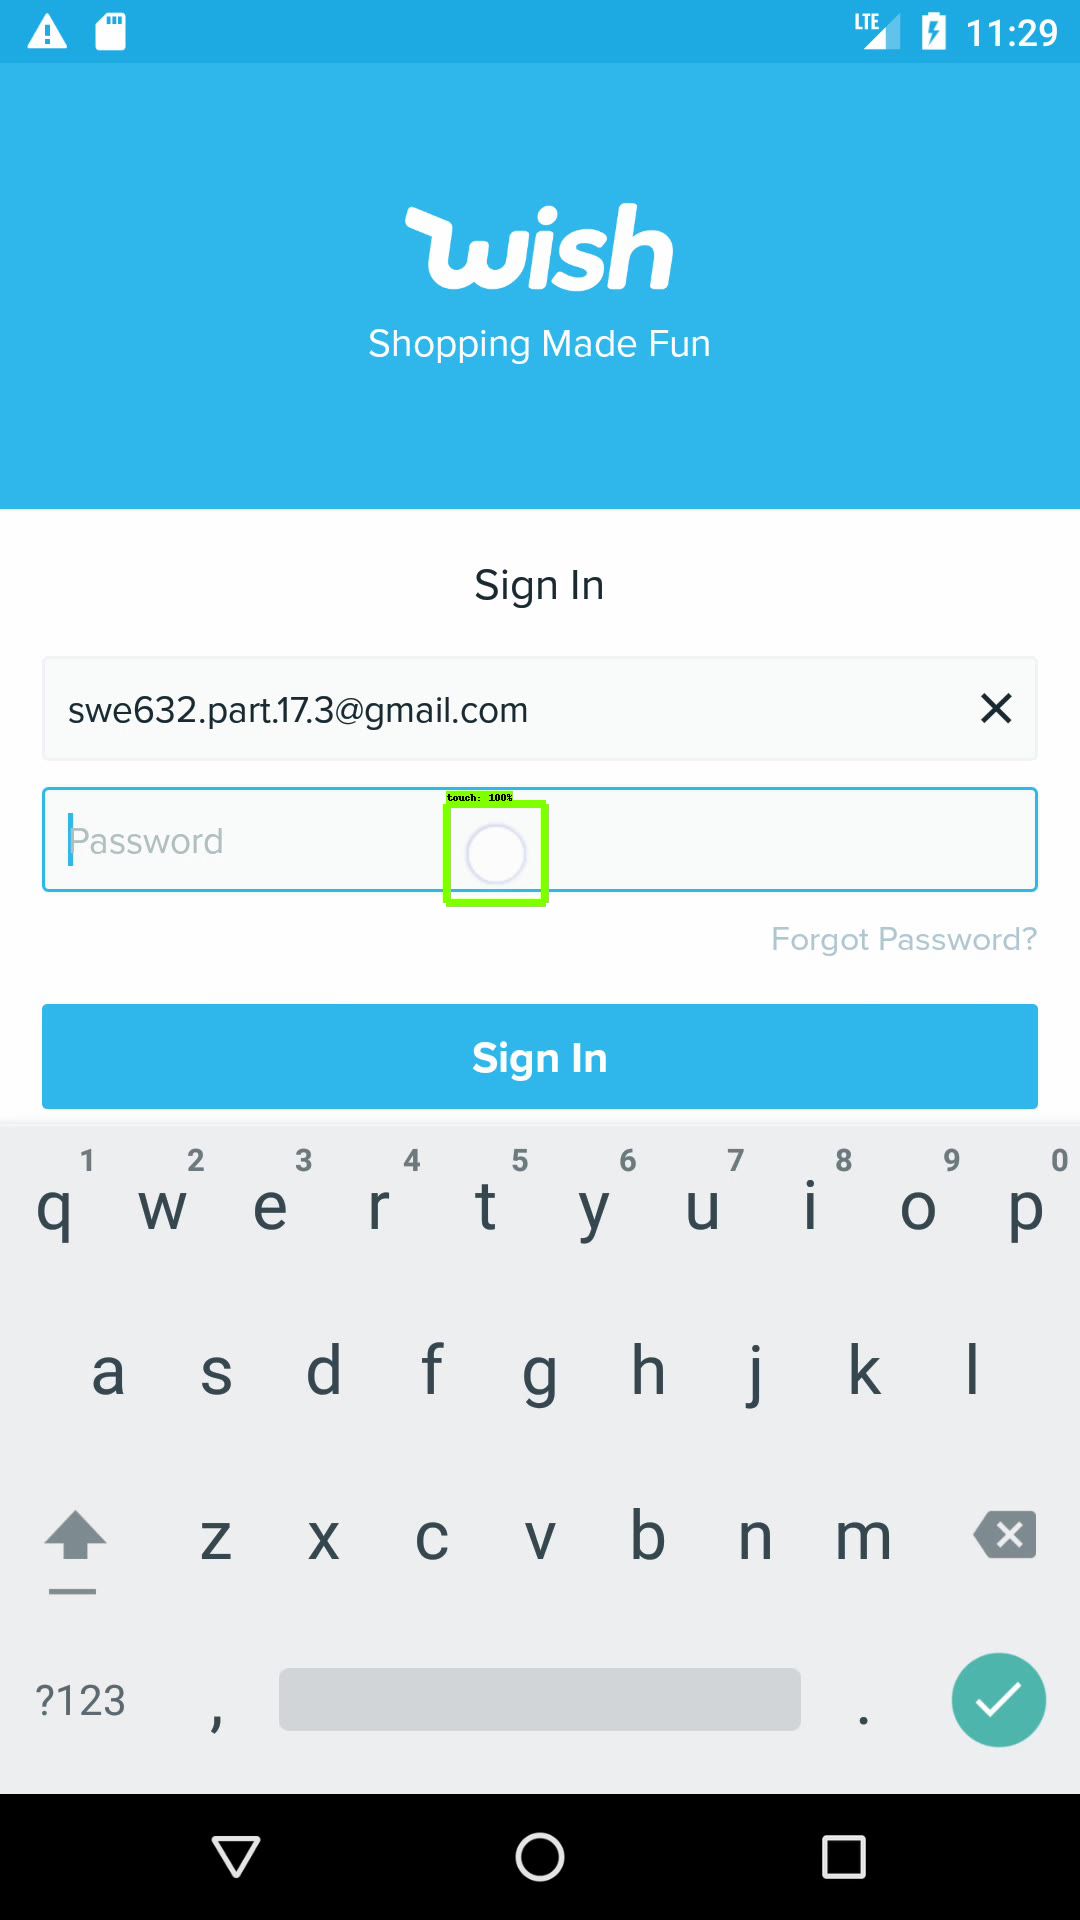 LTE 11:29
wish
Shopping Made Fun
Sign In
swe632.part.17.3@gmail.com
touch: 100%
Password
Forgot Password?
Sign In
1 2 3 4 5 6 7 8 9 0
q w e r t y u i o p
a s d f g h j k l
z x c v b n m
?123 , .